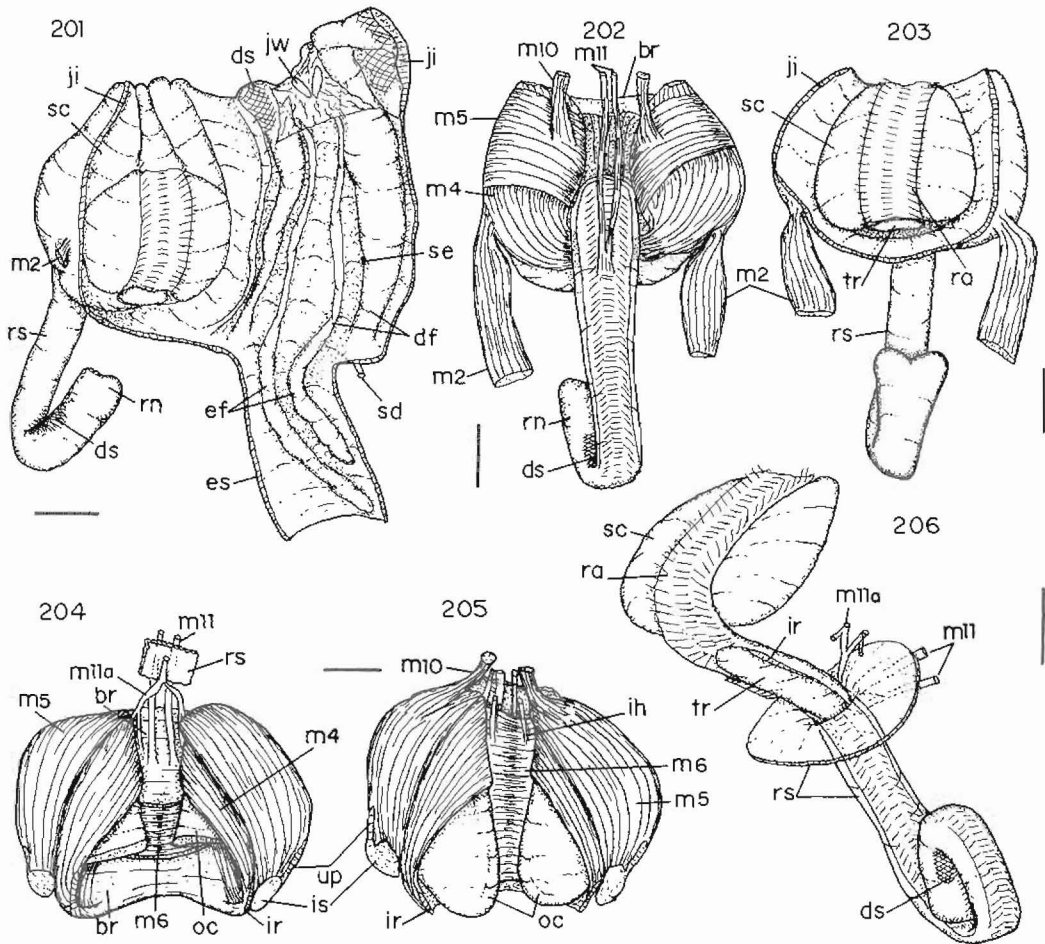 201
ji
sc
ds
jw
ji
m2
rs
rn
ds
se
df
ef
sd
es
202
m10
m11
br
m5
m4
m2
m2
rn
ds
203
ji
sc
tr
ra
rs
204
m11
rs
m11a
br
m5
m4
up
is
br
m6
oc
ir
205
m10
ih
m6
m5
ir
oc
206
sc
ra
ir
m11a
m11
tr
rs
ds